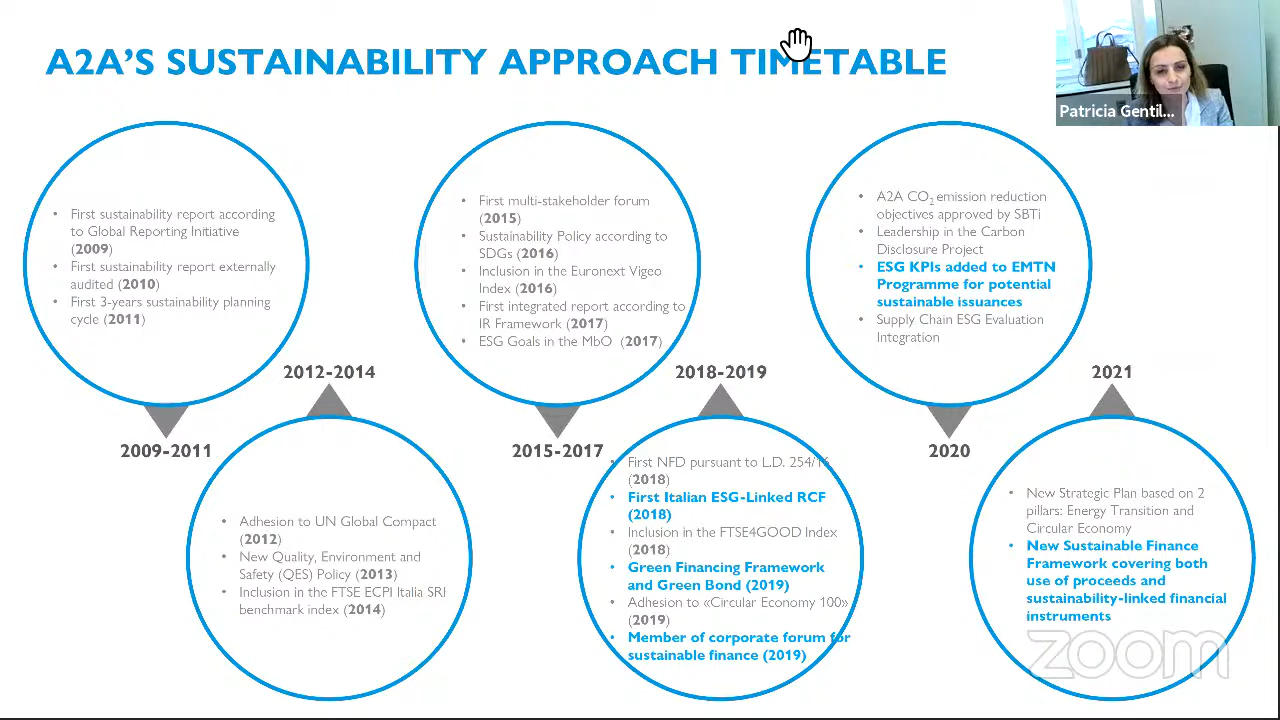 A2A'S SUSTAINABILITY APPROACH TIMETABLE
Patricia Gentil...
• First sustainability report according
to Global Reporting Initiative
(2009)
• First sustainability report externally
audited (2010)
• First 3-years sustainability planning
cycle (2011)
2009-2011
2012-2014
• Adhesion to UN Global Compact
(2012)
• New Quality, Environment and
Safety (QES) Policy (2013)
• Inclusion in the FTSE ECPI Italia SRI
benchmark index (2014)
• First multi-stakeholder forum
(2015)
• Sustainability Policy according to
SDGs (2016)
• Inclusion in the Euronext Vigeo
Index (2016)
• First integrated report according to
IR Framework (2017)
• ESG Goals in the MbO (2017)
2015-2017
2018-2019
• First NFD pursuant to L.D. 254/16
(2018)
• First Italian ESG-Linked RCF
(2018)
• Inclusion in the FTSE4GOOD Index
(2018)
• Green Financing Framework
and Green Bond (2019)
• Adhesion to «Circular Economy 100»
(2019)
• Member of corporate forum for
sustainable finance (2019)
• A2A CO2 emission reduction
objectives approved by SBTi
• Leadership in the Carbon
Disclosure Project
• ESG KPIs added to EMTN
Programme for potential
sustainable issuances
• Supply Chain ESG Evaluation
Integration
2020
2021
• New Strategic Plan based on 2
pillars: Energy Transition and
Circular Economy
• New Sustainable Finance
Framework covering both
use of proceeds and
sustainability-linked financial
instruments
zoom